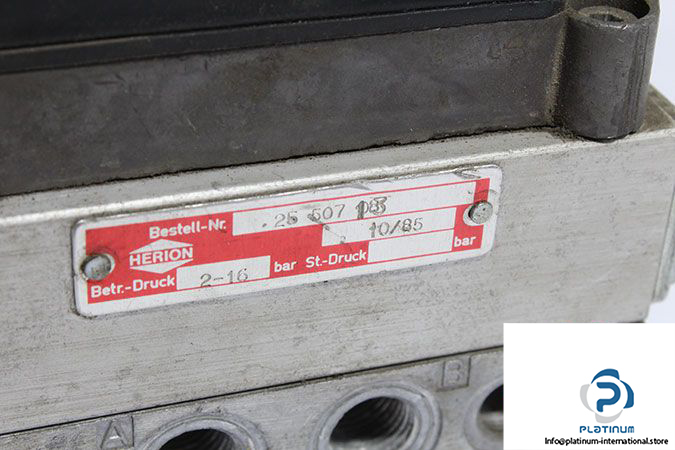 Bestell-Nr. .25 507
HERION 10/85
Betr.-Druck 2-16 bar St.-Druck bar
A
B
P
PLATINUM
Info@platinum-international.store